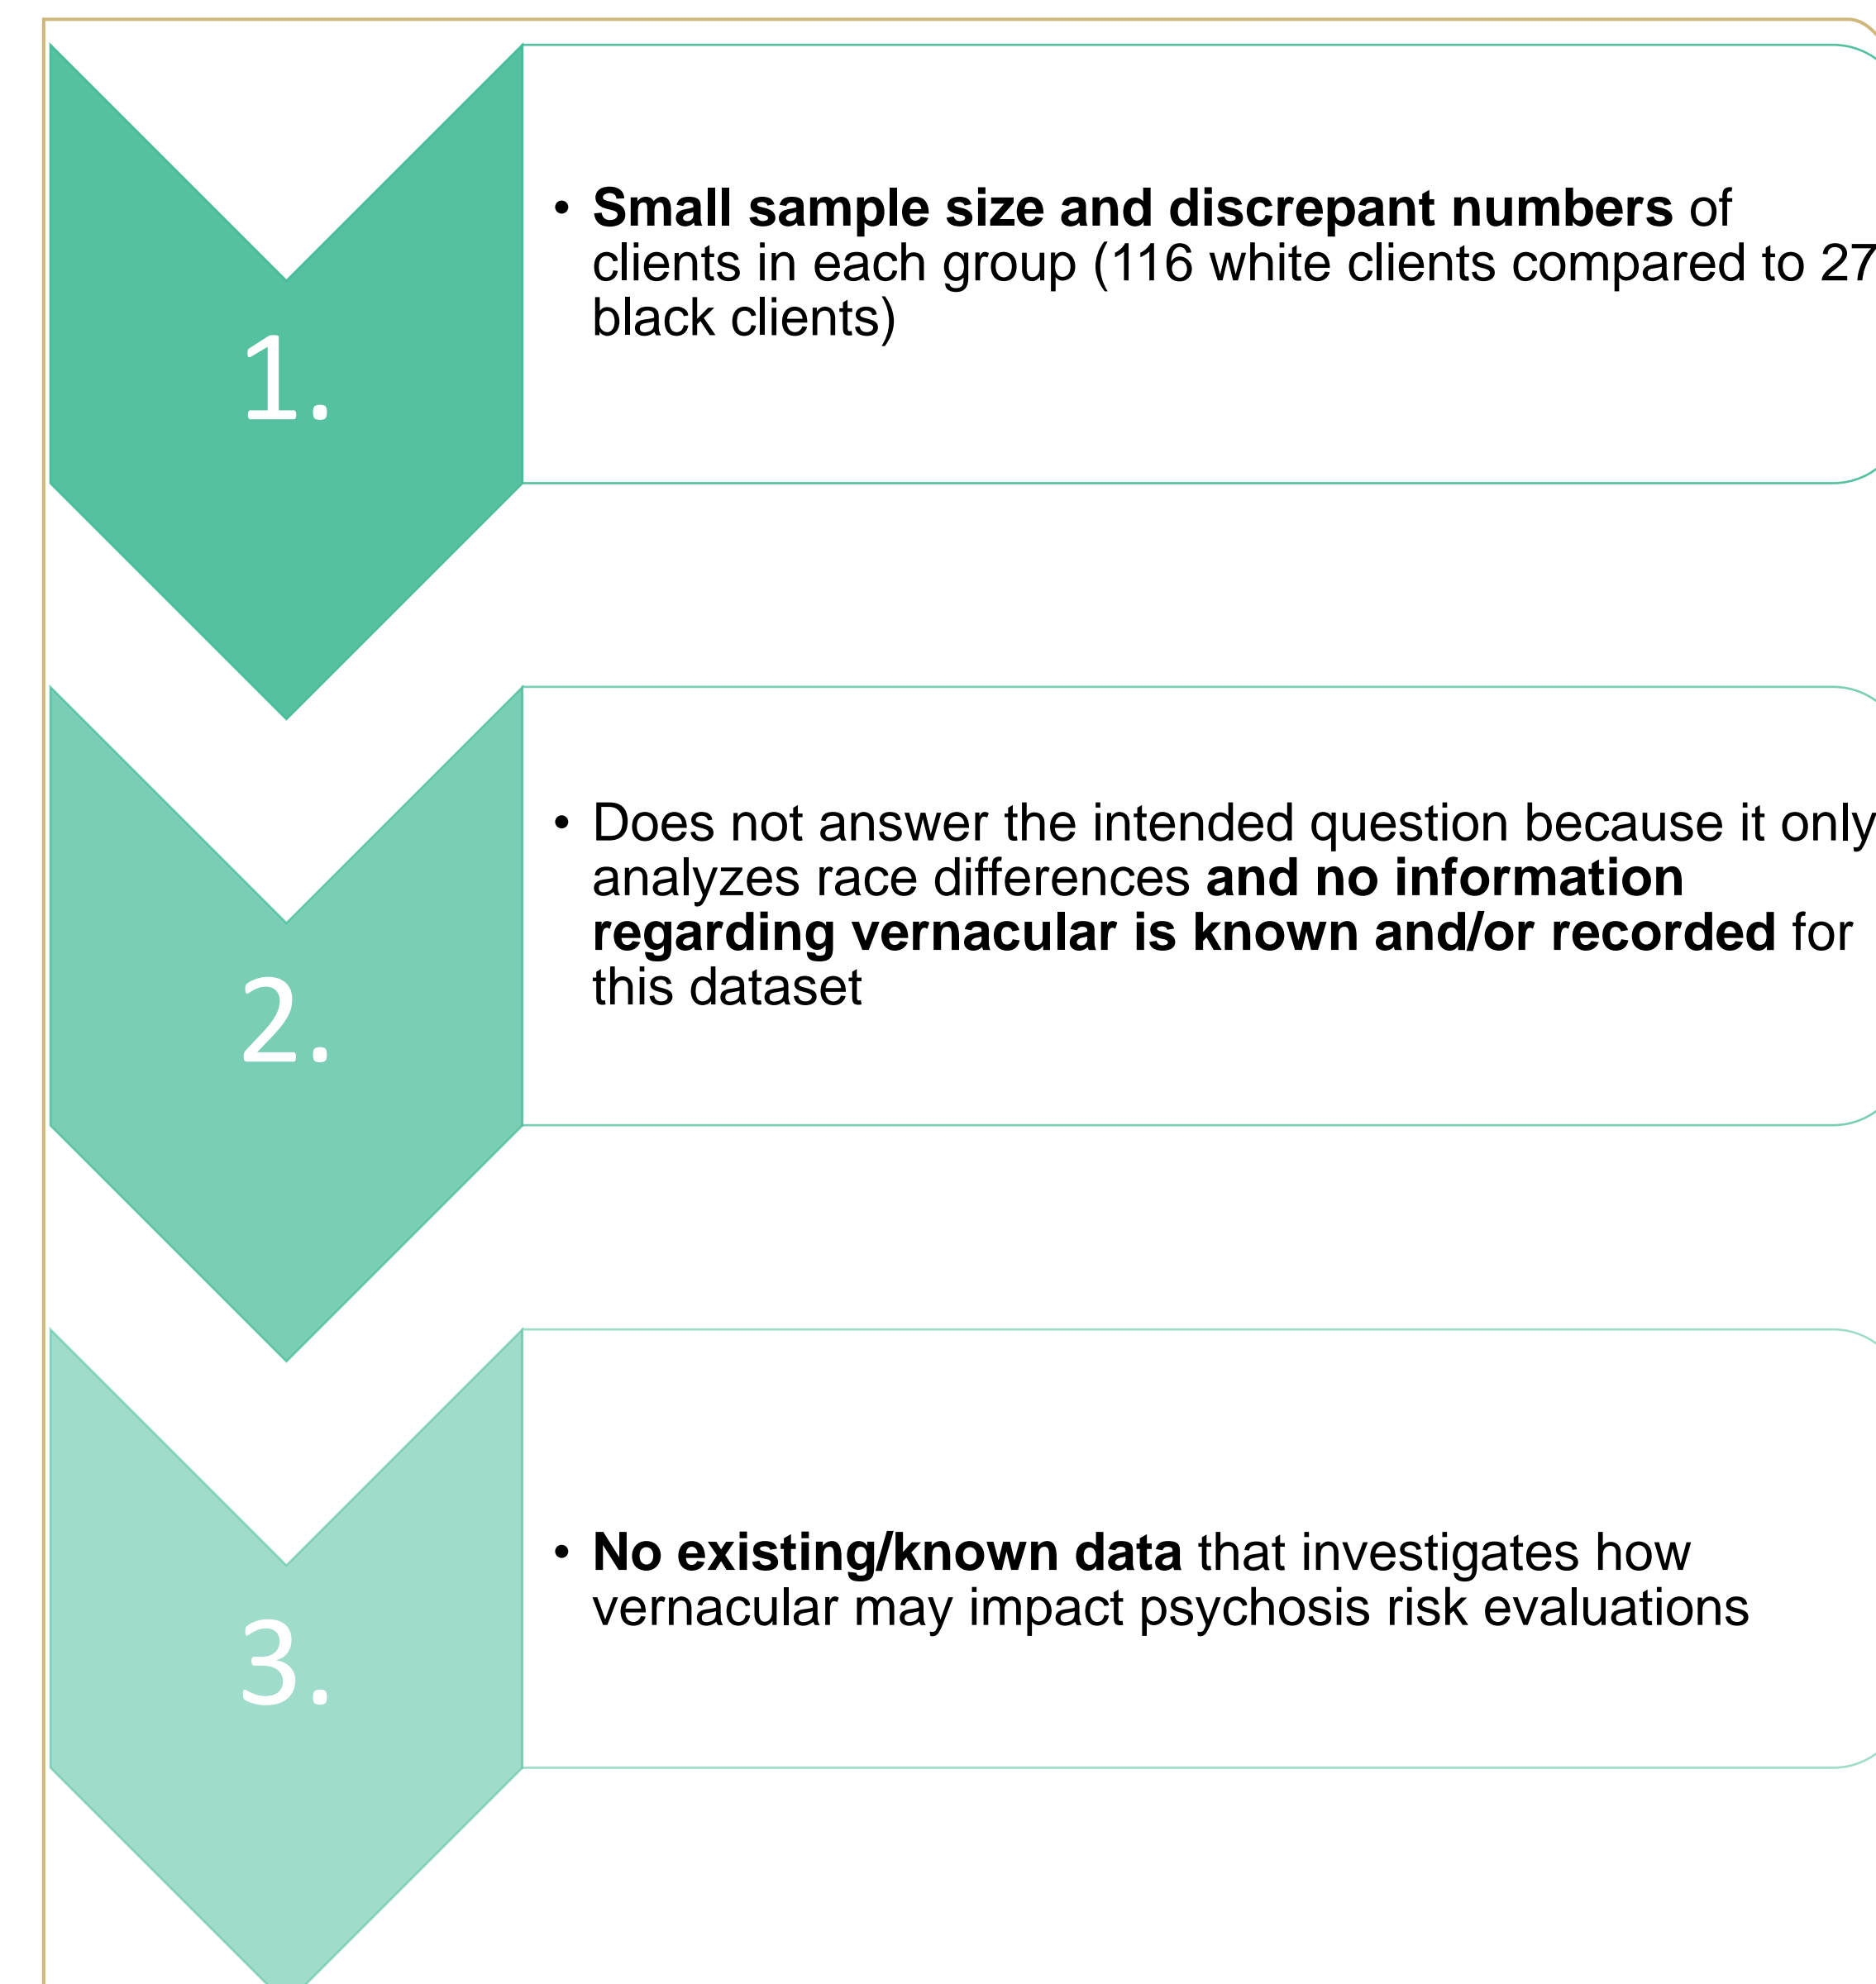 1.
• Small sample size and discrepant numbers of
clients in each group (116 white clients compared to 27
black clients)
2.
• Does not answer the intended question because it only
analyzes race differences and no information
regarding vernacular is known and/or recorded for
this dataset
3.
• No existing/known data that investigates how
vernacular may impact psychosis risk evaluations